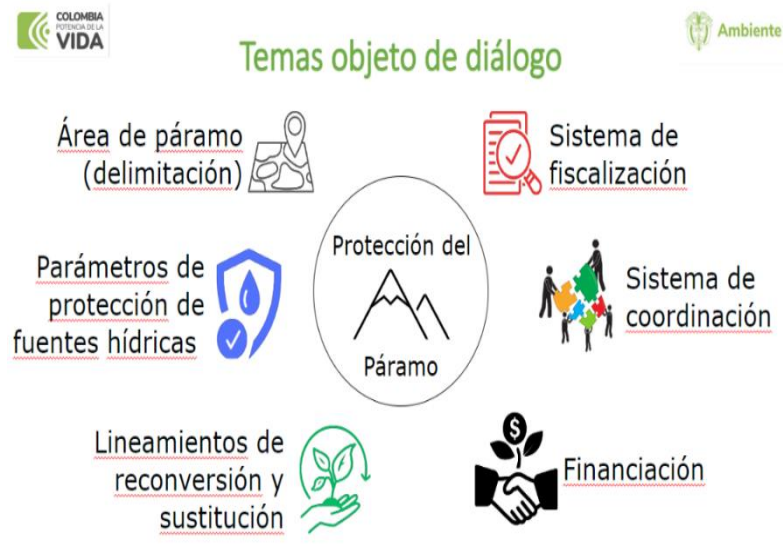 COLOMBIA
POTENCIA DE LA
VIDA
Ambiente
Temas objeto de diálogo
Área de páramo
(delimitación)
Parámetros de
protección de
fuentes hídricas
Lineamientos de
reconversión y
sustitución
Protección del
Páramo
Sistema de
fiscalización
Sistema de
coordinación
$
Financiación